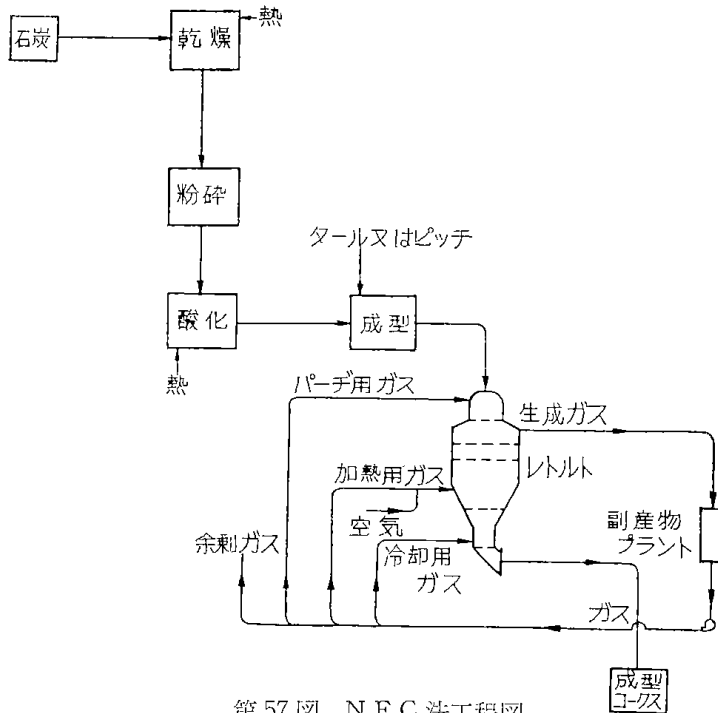 石炭
乾燥
熱
粉砕
タール又はピッチ
酸化
成型
熱
パーヂ用ガス
生成ガス
レトルト
加熱用ガス
空気
副産物
プラント
余剰ガス
冷却用
ガス
ガス
成型
コークス
第57図 N.F.C.法工程図